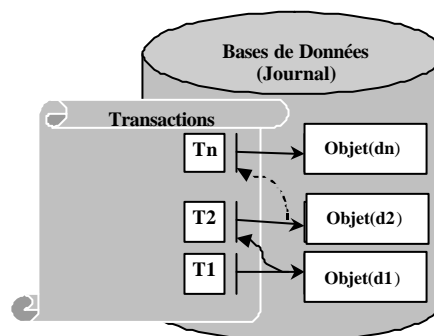 Bases de Données
(Journal)
Transactions
Tn
Objet(dn)
T2
Objet(d2)
T1
Objet(d1)